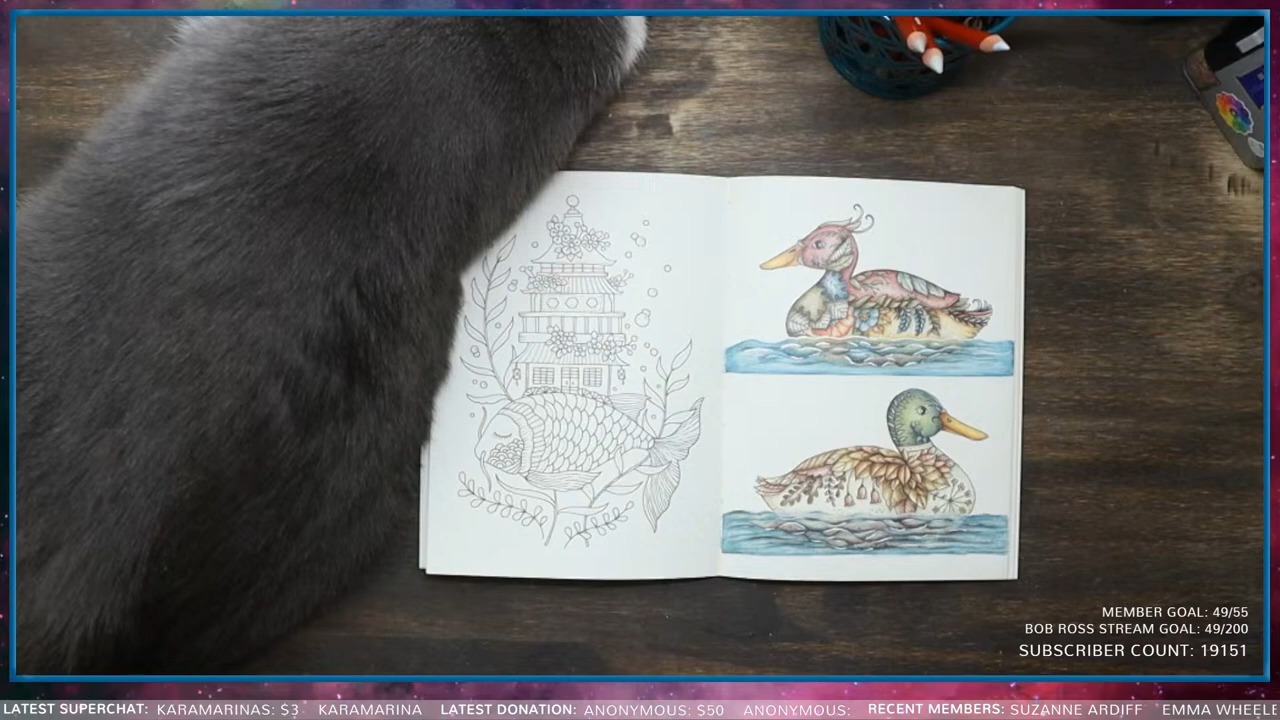 MEMBER GOAL: 49/55
BOB ROSS STREAM GOAL: 49/200
SUBSCRIBER COUNT: 19151
LATEST SUPERCHAT: KARAMARINAS: $3 KARAMARINA LATEST DONATION: ANONYMOUS: $50 ANONYMOUS: RECENT MEMBERS: SUZANNE ARDIFF EMMA WHEELE